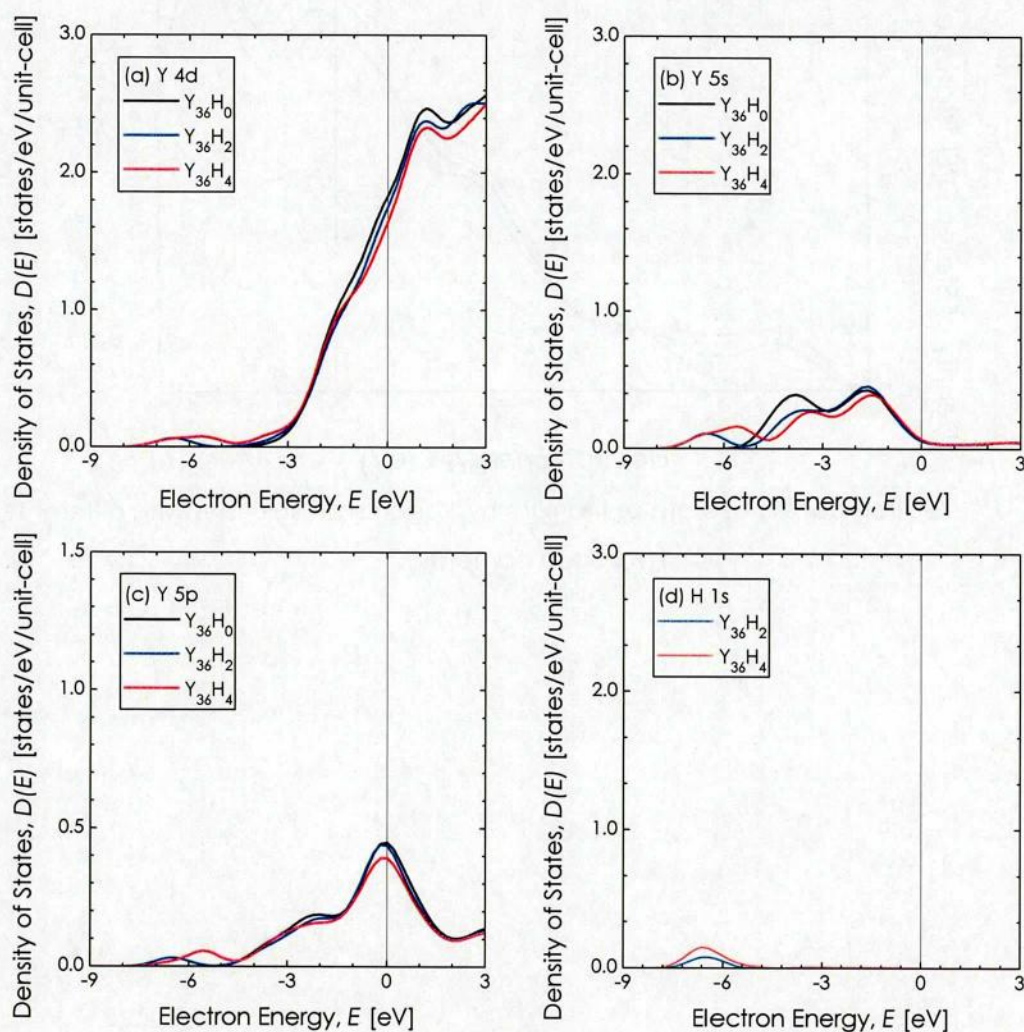 Density of States, D(E) [states/eV/unit-cell]
3.0
2.0
1.0
0.0
(a) Y 4d
Y36H0
Y36H2
Y36H4
-9
-6
-3
0
3
Electron Energy, E [eV]
Density of States, D(E) [states/eV/unit-cell]
3.0
2.0
1.0
0.0
(b) Y 5s
Y36H0
Y36H2
Y36H4
-9
-6
-3
0
3
Electron Energy, E [eV]
Density of States, D(E) [states/eV/unit-cell]
1.5
1.0
0.5
0.0
(c) Y 5p
Y36H0
Y36H2
Y36H4
-9
-6
-3
0
3
Electron Energy, E [eV]
Density of States, D(E) [states/eV/unit-cell]
3.0
2.0
1.0
0.0
(d) H 1s
Y36H2
Y36H4
-9
-6
-3
0
3
Electron Energy, E [eV]